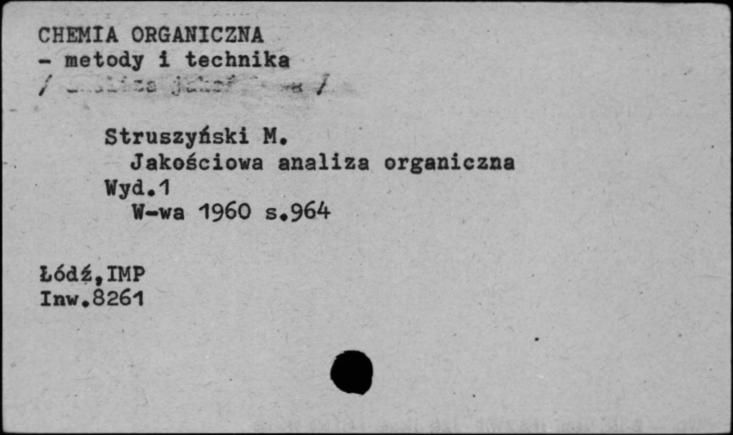 CHEMIA ORGANICZNA
- metody i technika
/ /
Struszyński M.
Jakościowa analiza organiczna
Wyd.1
W-wa 1960 s.964
Łódź,IMP
Inw.8261